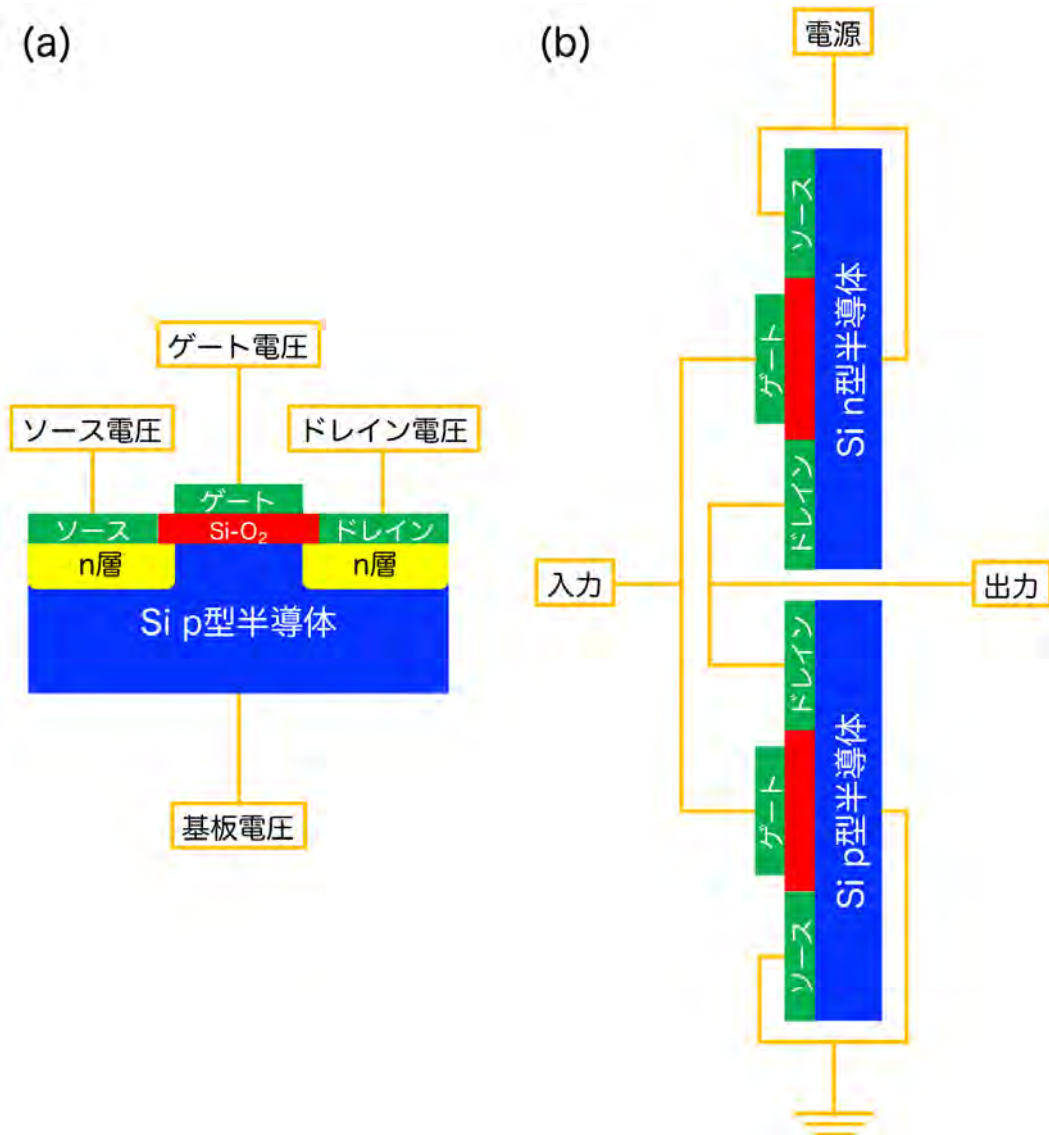 (a)
ゲート電圧
ソース電圧
ドレイン電圧
ゲート
ソース
Si-O₂
ドレイン
n層
n層
Si p型半導体
基板電圧
(b)
電源
ソース
ゲート
Si n型半導体
ドレイン
入力
出力
ドレイン
ゲート
Si p型半導体
ソース